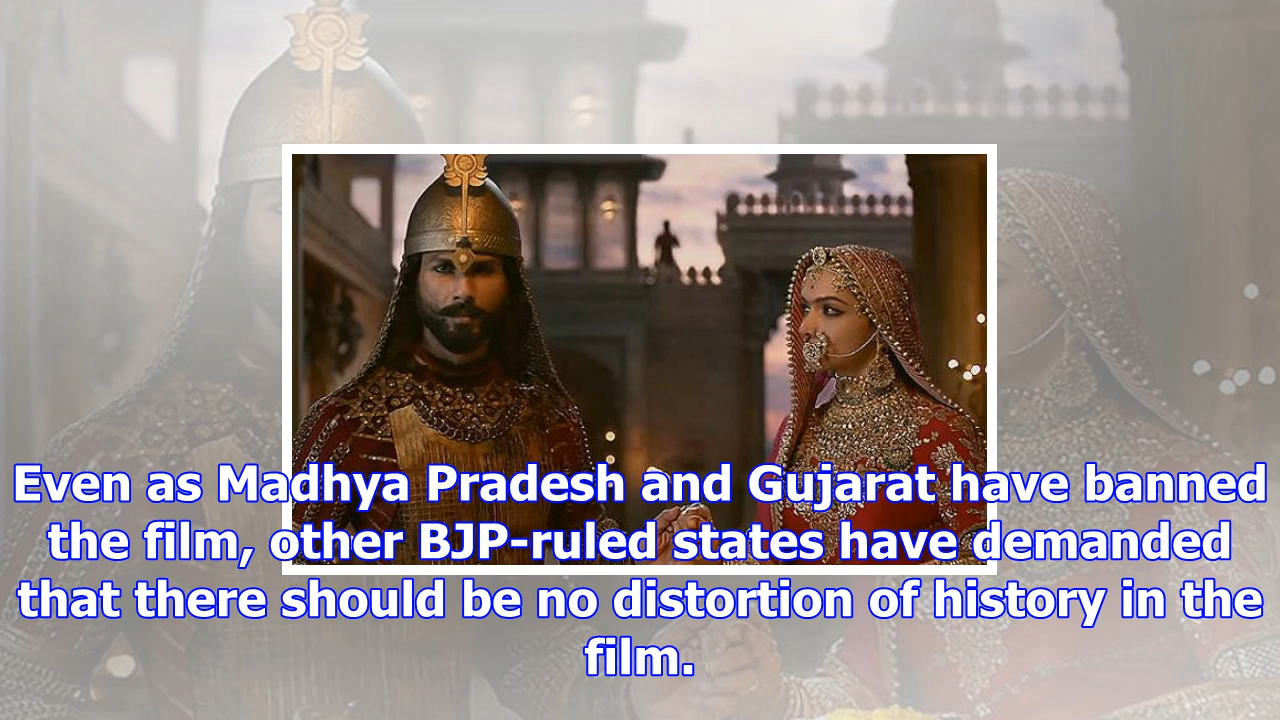 Even as Madhya Pradesh and Gujarat have banned
the film, other BJP-ruled states have demanded
that there should be no distortion of history in the
film.